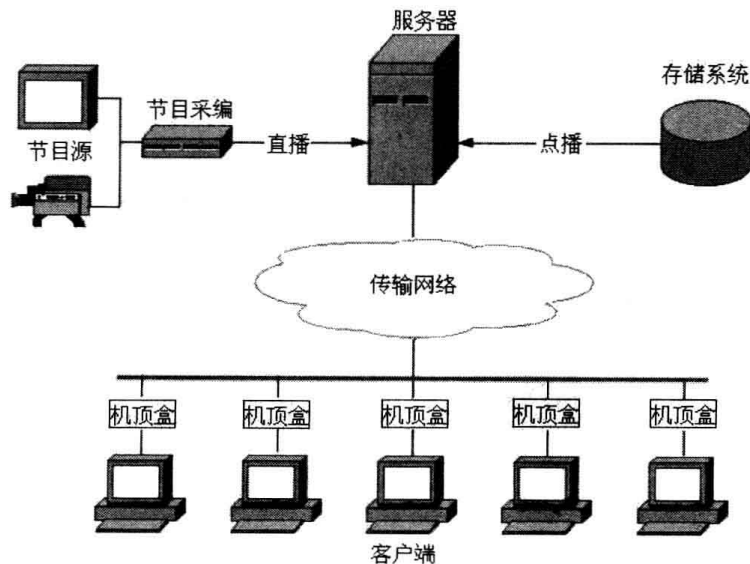 服务器
存储系统
节目采编
节目源
直播
点播
传输网络
机顶盒
机顶盒
机顶盒
机顶盒
机顶盒
客户端